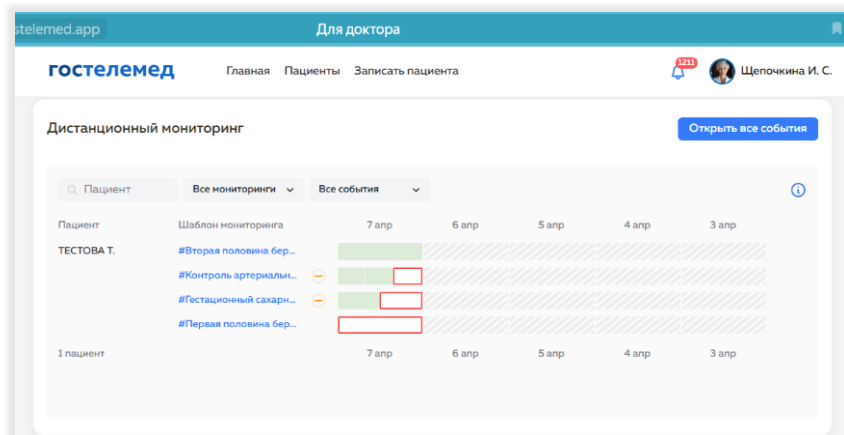 stelemed.app Для доктора
гостелемед Главная Пациенты Записать пациента 1211 Щепочкина И. С.
Дистанционный мониторинг Открыть все события
Пациент Все мониторинги Все события
Пациент Шаблон мониторинга 7 апр 6 апр 5 апр 4 апр 3 апр
ТЕСТОВА Т. #Вторая половина бер...
#Контроль артериальн...
#Гестационный сахарн...
#Первая половина бер...
1 пациент 7 апр 6 апр 5 апр 4 апр 3 апр